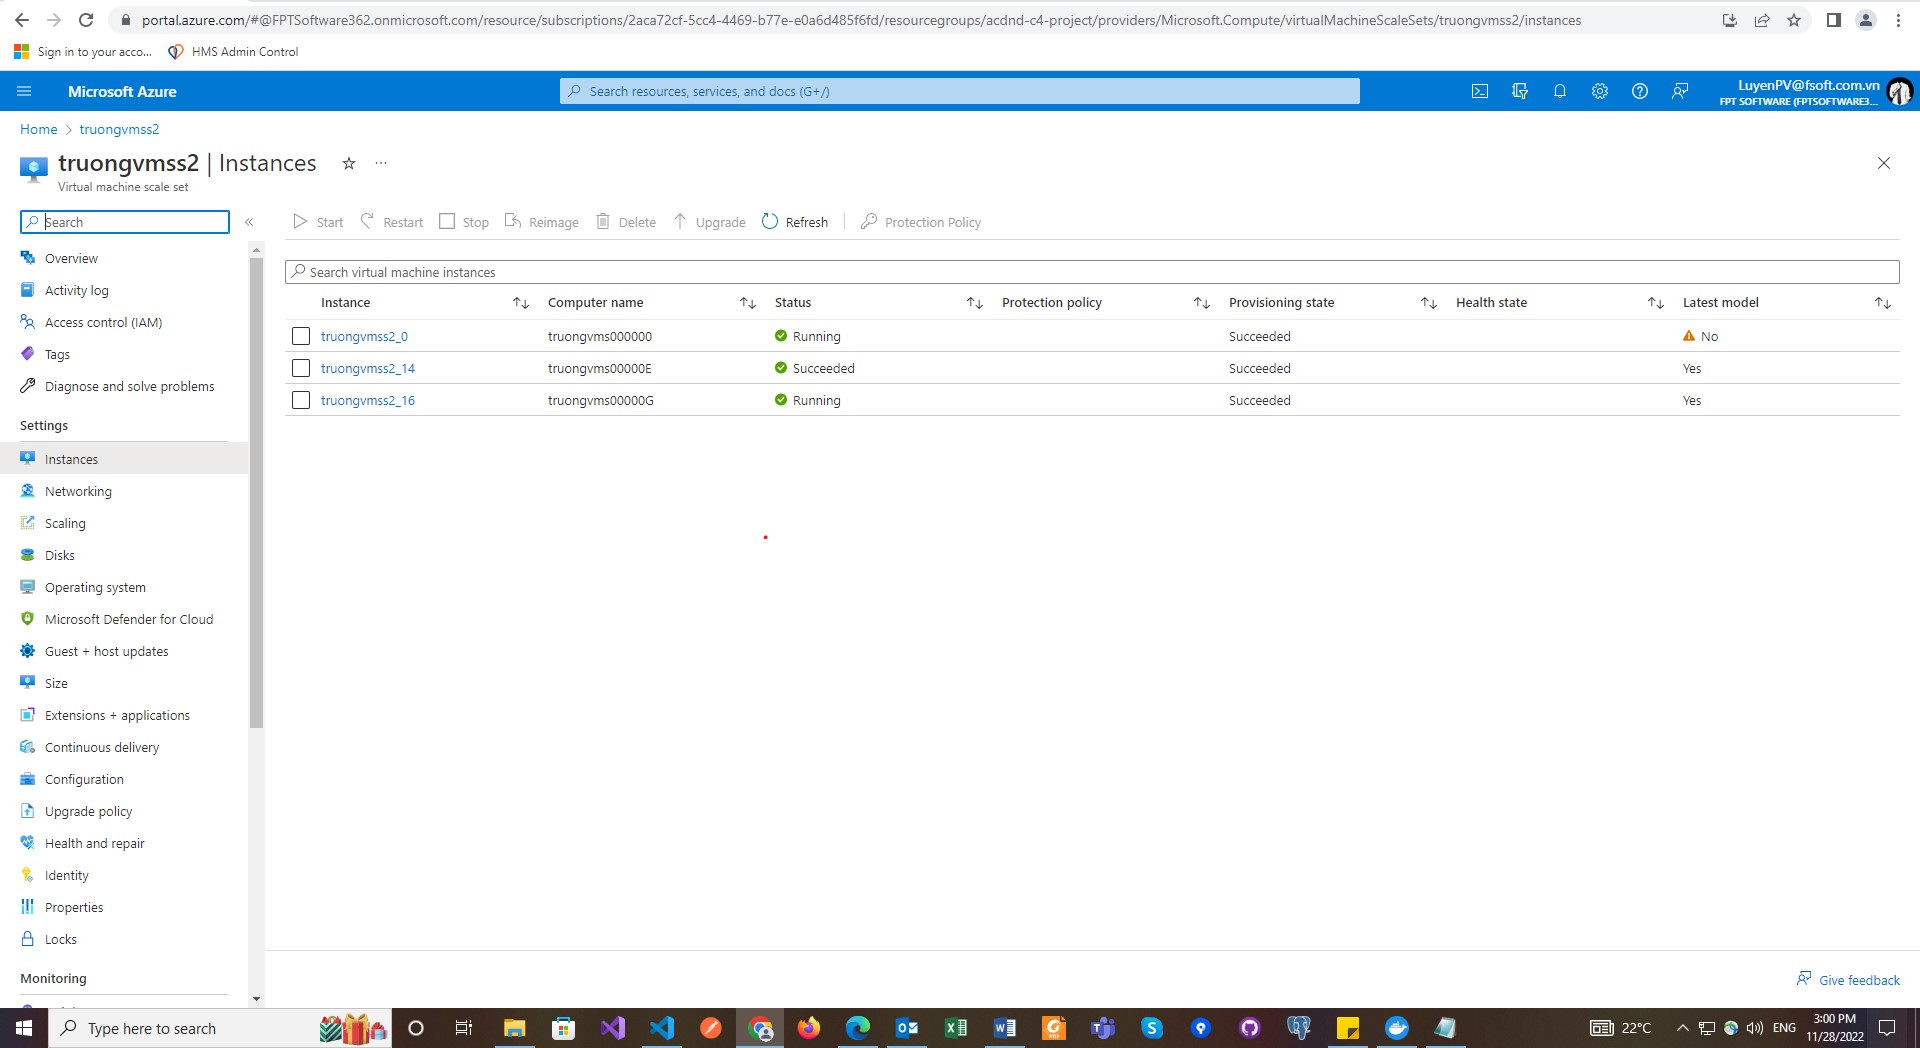 portal.azure.com/#@FPTSoftware362.onmicrosoft.com/resource/subscriptions/2aca72cf-5cc4-4469-b77e-e0a6d485f6fd/resourcegroups/acdnd-c4-project/providers/Microsoft.Compute/virtualMachineScaleSets/truongvmss2/instances
Sign in to your acco... HMS Admin Control
Microsoft Azure
Search resources, services, and docs (G+/)
LuyenPV@fsoft.com.vn
FPT SOFTWARE (FPTSOFTWARE3...
Home > truongvmss2
truongvmss2 | Instances
Virtual machine scale set
Search
Start Restart Stop Reimage Delete Upgrade Refresh Protection Policy
Search virtual machine instances
Instance Computer name Status Protection policy Provisioning state Health state Latest model
truongvmss2_0 truongvms000000 Running Succeeded No
truongvmss2_14 truongvms00000E Succeeded Succeeded Yes
truongvmss2_16 truongvms00000G Running Succeeded Yes
Overview
Activity log
Access control (IAM)
Tags
Diagnose and solve problems
Settings
Instances
Networking
Scaling
Disks
Operating system
Microsoft Defender for Cloud
Guest + host updates
Size
Extensions + applications
Continuous delivery
Configuration
Upgrade policy
Health and repair
Identity
Properties
Locks
Monitoring
Give feedback
Type here to search
22°C
ENG
3:00 PM
11/28/2022